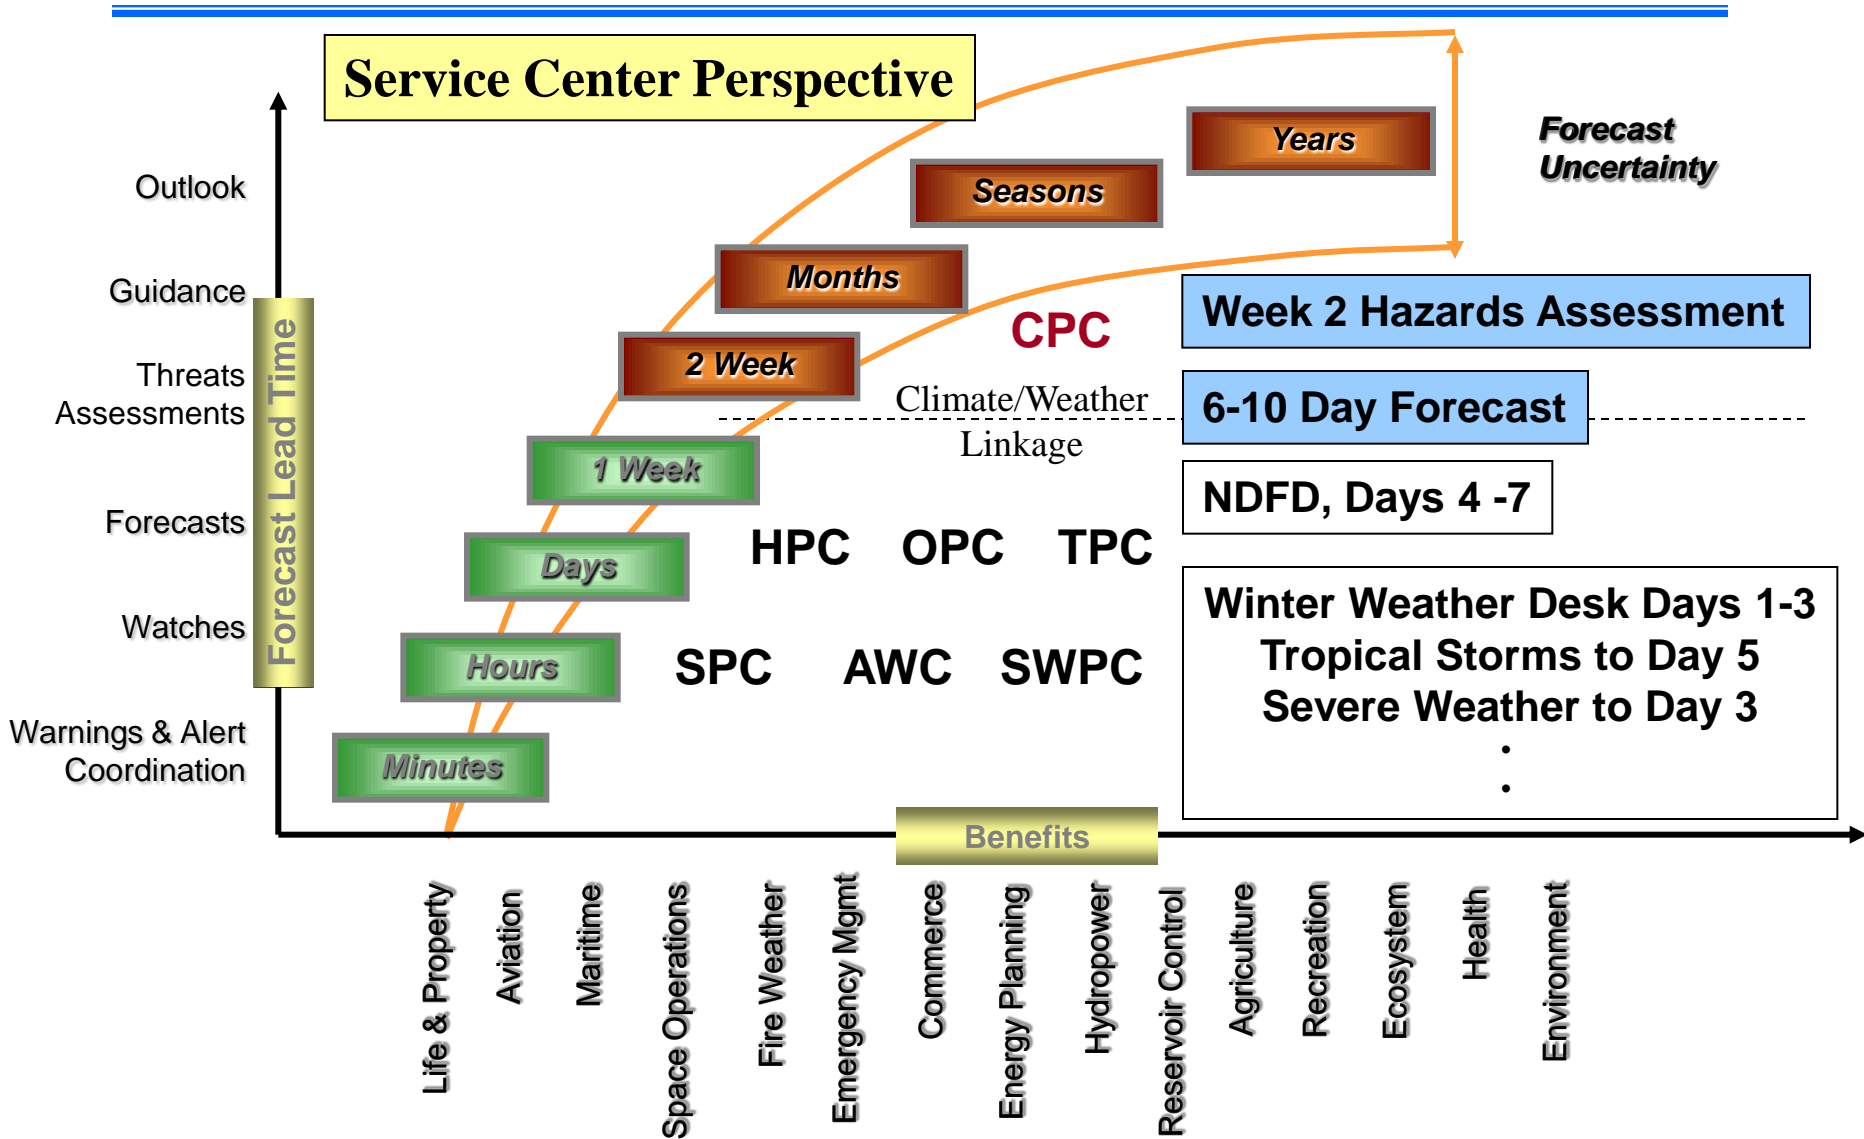 Service Center Perspective
Years
Forecast
Uncertainty
Seasons
Outlook
Months
Guidance
Week 2 Hazards Assessment
CPC
2 Week
Threats
Assessments
Climate/Weather
6-10 Day Forecast
Linkage
1 Week
NDFD, Days 4 -7
Forecast Lead Time
Forecasts
HPC OPC TPC
Days
Winter Weather Desk Days 1-3
Tropical Storms to Day 5
Severe Weather to Day 3
•
•
Watches
Hours
SPC AWC SWPC
Warnings & Alert
Coordination
Minutes
Benefits
Life & Property
Aviation
Maritime
Space Operations
Fire Weather
Emergency Mgmt
Commerce
Energy Planning
Hydropower
Reservoir Control
Agriculture
Recreation
Ecosystem
Health
Environment